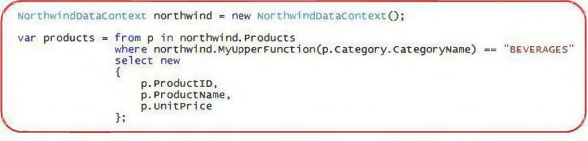 NorthwindDataContext northwind = new NorthwindDataContext();
var products = from p in northwind.Products
where northwind.MyUpperFunction(p.Category.CategoryName) == "BEVERAGES"
select new
{
p.ProductID,
p.ProductName,
p.UnitPrice
};